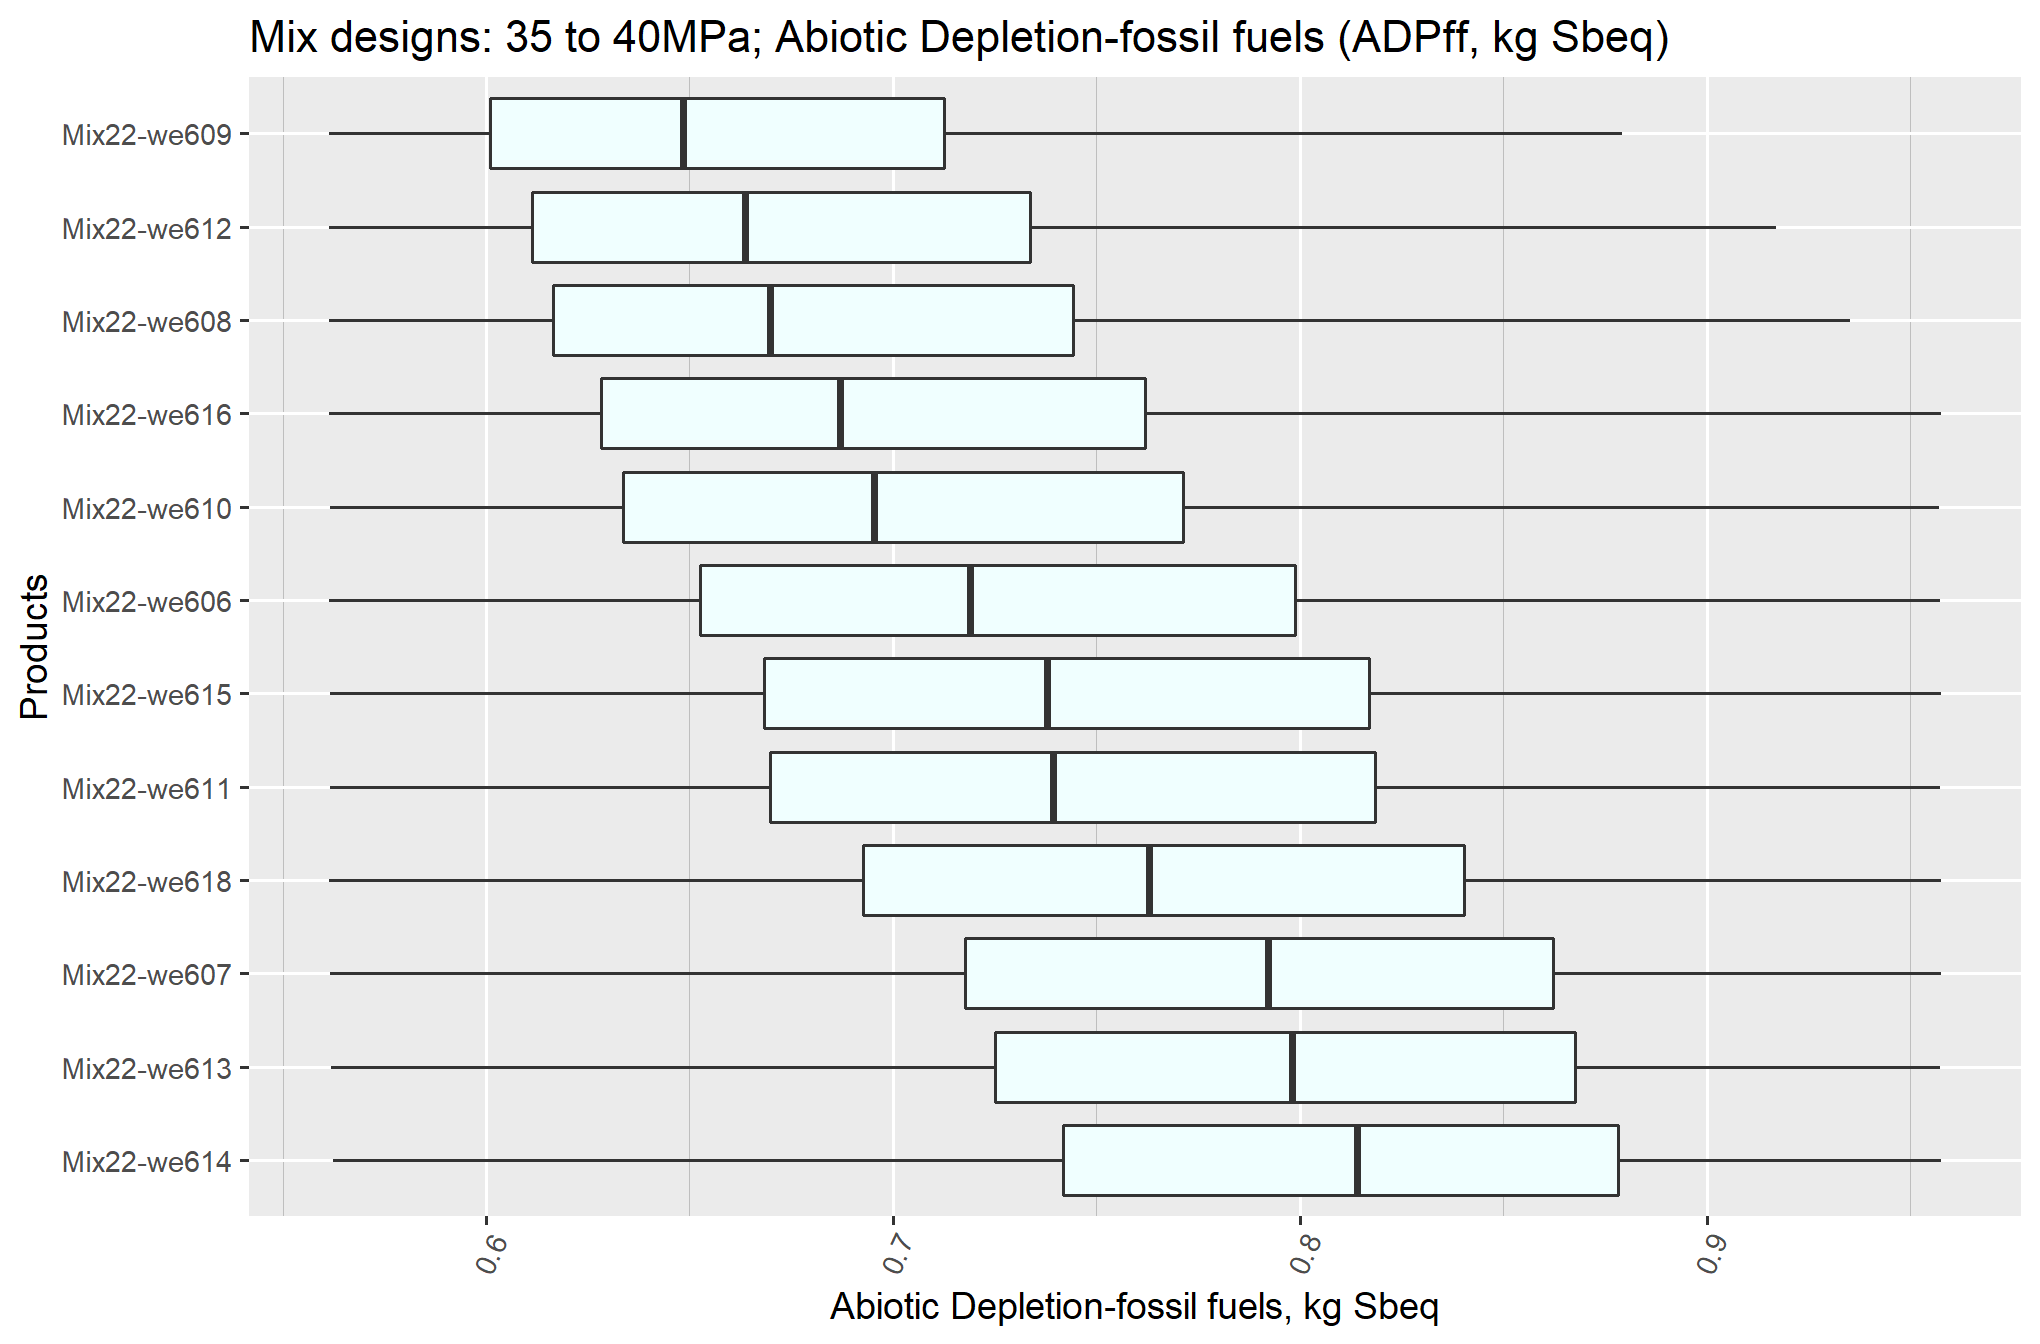 Mix designs: 35 to 40MPa; Abiotic Depletion-fossil fuels (ADPff, kg Sbeq)
Products
Mix22-we609
Mix22-we612
Mix22-we608
Mix22-we616
Mix22-we610
Mix22-we606
Mix22-we615
Mix22-we611
Mix22-we618
Mix22-we607
Mix22-we613
Mix22-we614
0.6 0.7 0.8 0.9
Abiotic Depletion-fossil fuels, kg Sbeq